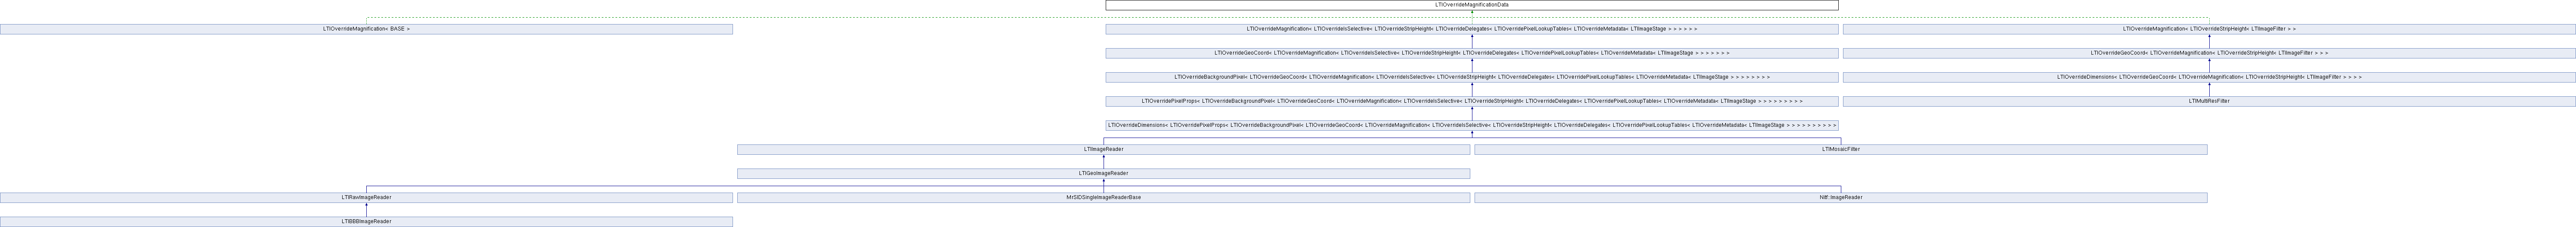 LTIOverrideMagnificationData
LTIOverrideMagnification< BASE >
LTIOverrideMagnification< LTIOverrideIsSelective< LTIOverrideStripHeight< LTIOverrideDelegates< LTIOverridePixelLookupTables< LTIOverrideMetadata< LTIImageStage > > > > > >
LTIOverrideMagnification< LTIOverrideStripHeight< LTIImageFilter > >
LTIOverrideGeoCoord< LTIOverrideMagnification< LTIOverrideIsSelective< LTIOverrideStripHeight< LTIOverrideDelegates< LTIOverridePixelLookupTables< LTIOverrideMetadata< LTIImageStage > > > > > > >
LTIOverrideGeoCoord< LTIOverrideMagnification< LTIOverrideStripHeight< LTIImageFilter > > >
LTIOverrideBackgroundPixel< LTIOverrideGeoCoord< LTIOverrideMagnification< LTIOverrideIsSelective< LTIOverrideStripHeight< LTIOverrideDelegates< LTIOverridePixelLookupTables< LTIOverrideMetadata< LTIImageStage > > > > > > > >
LTIOverrideDimensions< LTIOverrideGeoCoord< LTIOverrideMagnification< LTIOverrideStripHeight< LTIImageFilter > > > >
LTIOverridePixelProps< LTIOverrideBackgroundPixel< LTIOverrideGeoCoord< LTIOverrideMagnification< LTIOverrideIsSelective< LTIOverrideStripHeight< LTIOverrideDelegates< LTIOverridePixelLookupTables< LTIOverrideMetadata< LTIImageStage > > > > > > > > >
LTIMultiResFilter
LTIOverrideDimensions< LTIOverridePixelProps< LTIOverrideBackgroundPixel< LTIOverrideGeoCoord< LTIOverrideMagnification< LTIOverrideIsSelective< LTIOverrideStripHeight< LTIOverrideDelegates< LTIOverridePixelLookupTables< LTIOverrideMetadata< LTIImageStage > > > > > > > > > >
LTIImageReader
LTIMosaicFilter
LTIGeoImageReader
LTIRawImageReader
MrSIDSingleImageReaderBase
Nitf::ImageReader
LTIBBBImageReader